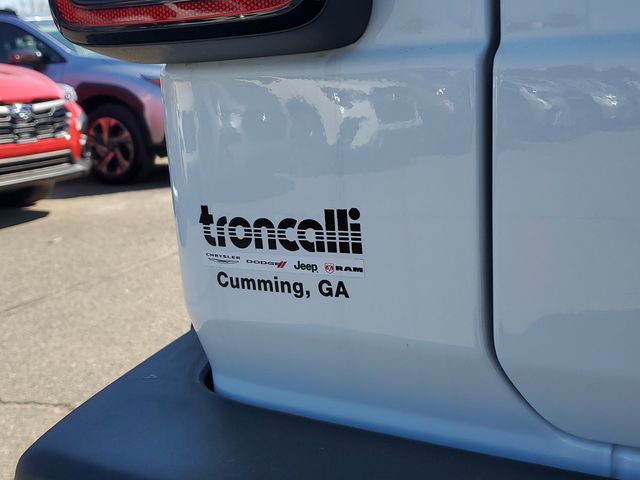 troncalli
CHRYSLER DODGE Jeep RAM
Cumming, GA